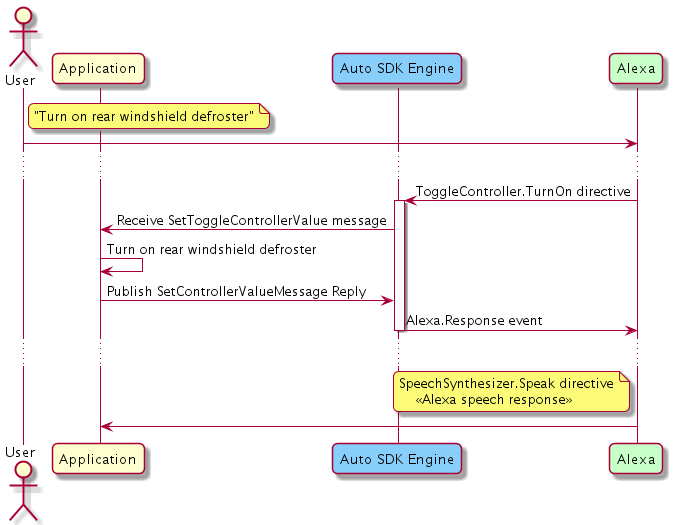 User
Application
Auto SDK Engine
Alexa
"Turn on rear windshield defroster"
ToggleController.TurnOn directive
Receive SetToggleControllerValue message
Turn on rear windshield defroster
Publish SetControllerValueMessage Reply
Alexa.Response event
SpeechSynthesizer.Speak directive
«Alexa speech response»
User
Application
Auto SDK Engine
Alexa